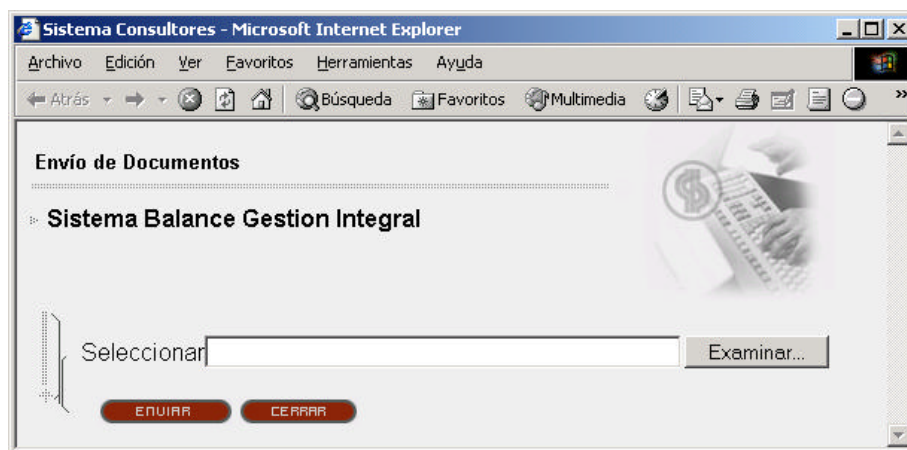 Sistema Consultores - Microsoft Internet Explorer
Archivo Edición Ver Favoritos Herramientas Ayuda
Atrás Búsqueda Favoritos Multimedia »
Envío de Documentos
Sistema Balance Gestion Integral
Seleccionar Examinar...
ENVIAR CERRAR